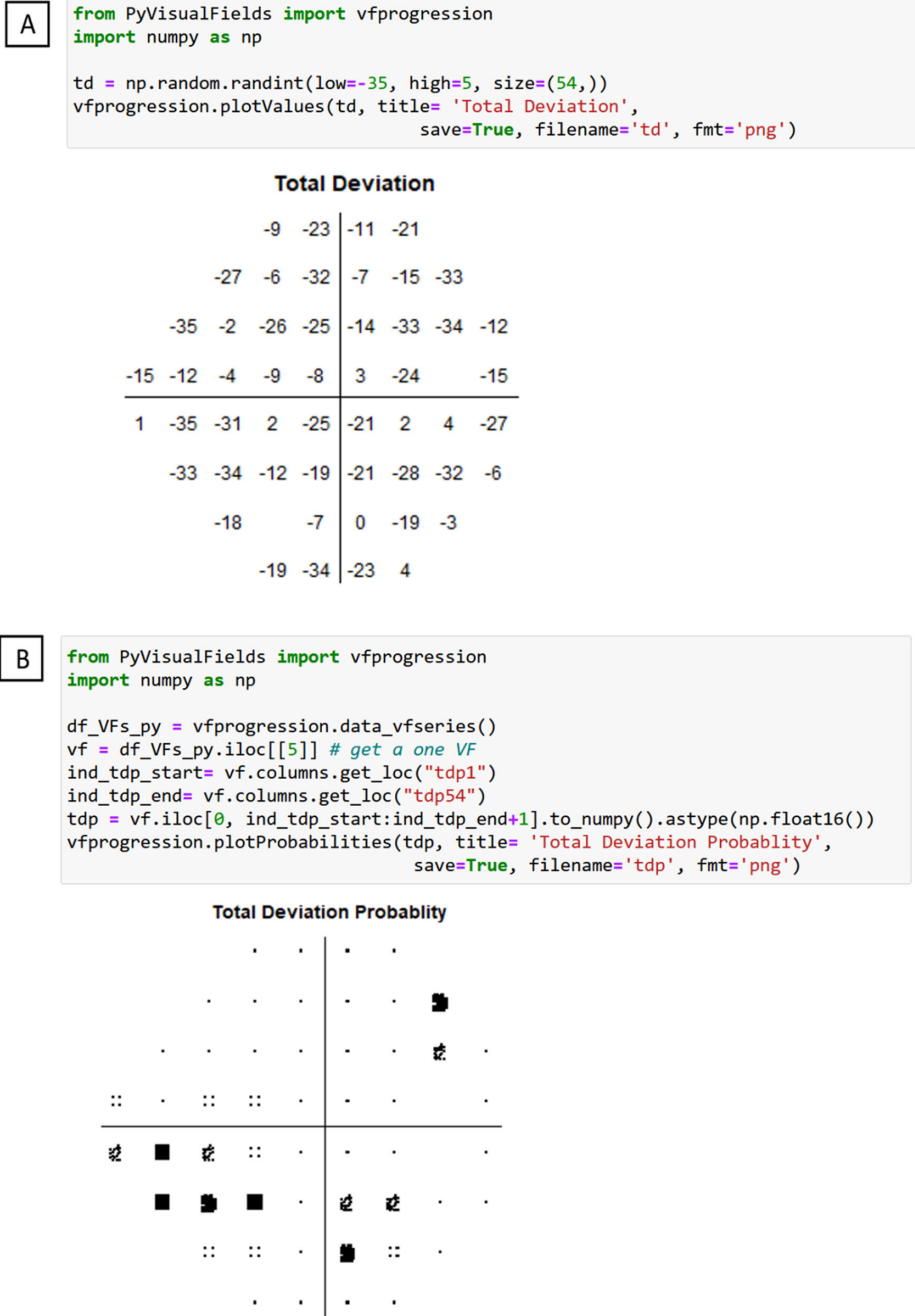 A
from PyVisualFields import vfprogression
import numpy as np
td = np.random.randint(low=-35, high=5, size=(54,))
vfprogression.plotValues(td, title= 'Total Deviation',
save=True, filename='td', fmt='png')
Total Deviation
-9 -23 -11 -21
-27 -6 -32 -7 -15 -33
-35 -2 -26 -25 -14 -33 -34 -12
-15 -12 -4 -9 -8 3 -24 -15
1 -35 -31 2 -25 -21 2 4 -27
-33 -34 -12 -19 -21 -28 -32 -6
-18 -7 0 -19 -3
-19 -34 -23 4
B
from PyVisualFields import vfprogression
import numpy as np
df_VFs_py = vfprogression.data_vfseries()
vf = df_VFs_py.iloc[[5]] # get a one VF
ind_tdp_start= vf.columns.get_loc("tdp1")
ind_tdp_end= vf.columns.get_loc("tdp54")
tdp = vf.iloc[0, ind_tdp_start:ind_tdp_end+1].to_numpy().astype(np.float16())
vfprogression.plotProbabilities(tdp, title= 'Total Deviation Probablity',
save=True, filename='tdp', fmt='png')
Total Deviation Probablity